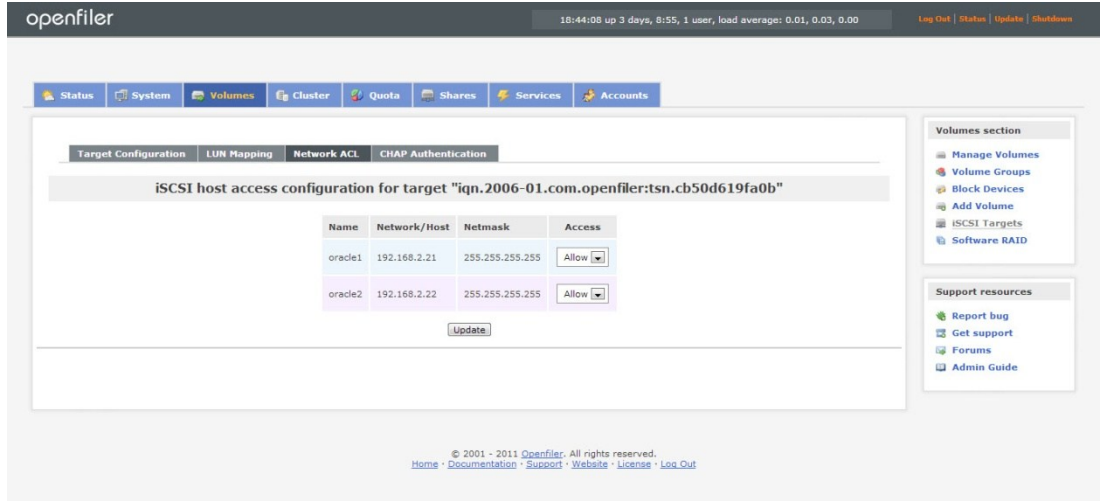 openfiler
18:44:08 up 3 days, 8:55, 1 user, load average: 0.01, 0.03, 0.00
Log Out | Status | Update | Shutdown
Status System Volumes Cluster Quota Shares Services Accounts
Target Configuration LUN Mapping Network ACL CHAP Authentication
iSCSI host access configuration for target "iqn.2006-01.com.openfiler:tsn.cb50d619fa0b"
Name Network/Host Netmask Access
oracle1 192.168.2.21 255.255.255.255 Allow
oracle2 192.168.2.22 255.255.255.255 Allow
Update
Volumes section
Manage Volumes
Volume Groups
Block Devices
Add Volume
iSCSI Targets
Software RAID
Support resources
Report bug
Get support
Forums
Admin Guide
© 2001 - 2011 Openfiler. All rights reserved.
Home · Documentation · Support · Website · License · Log Out